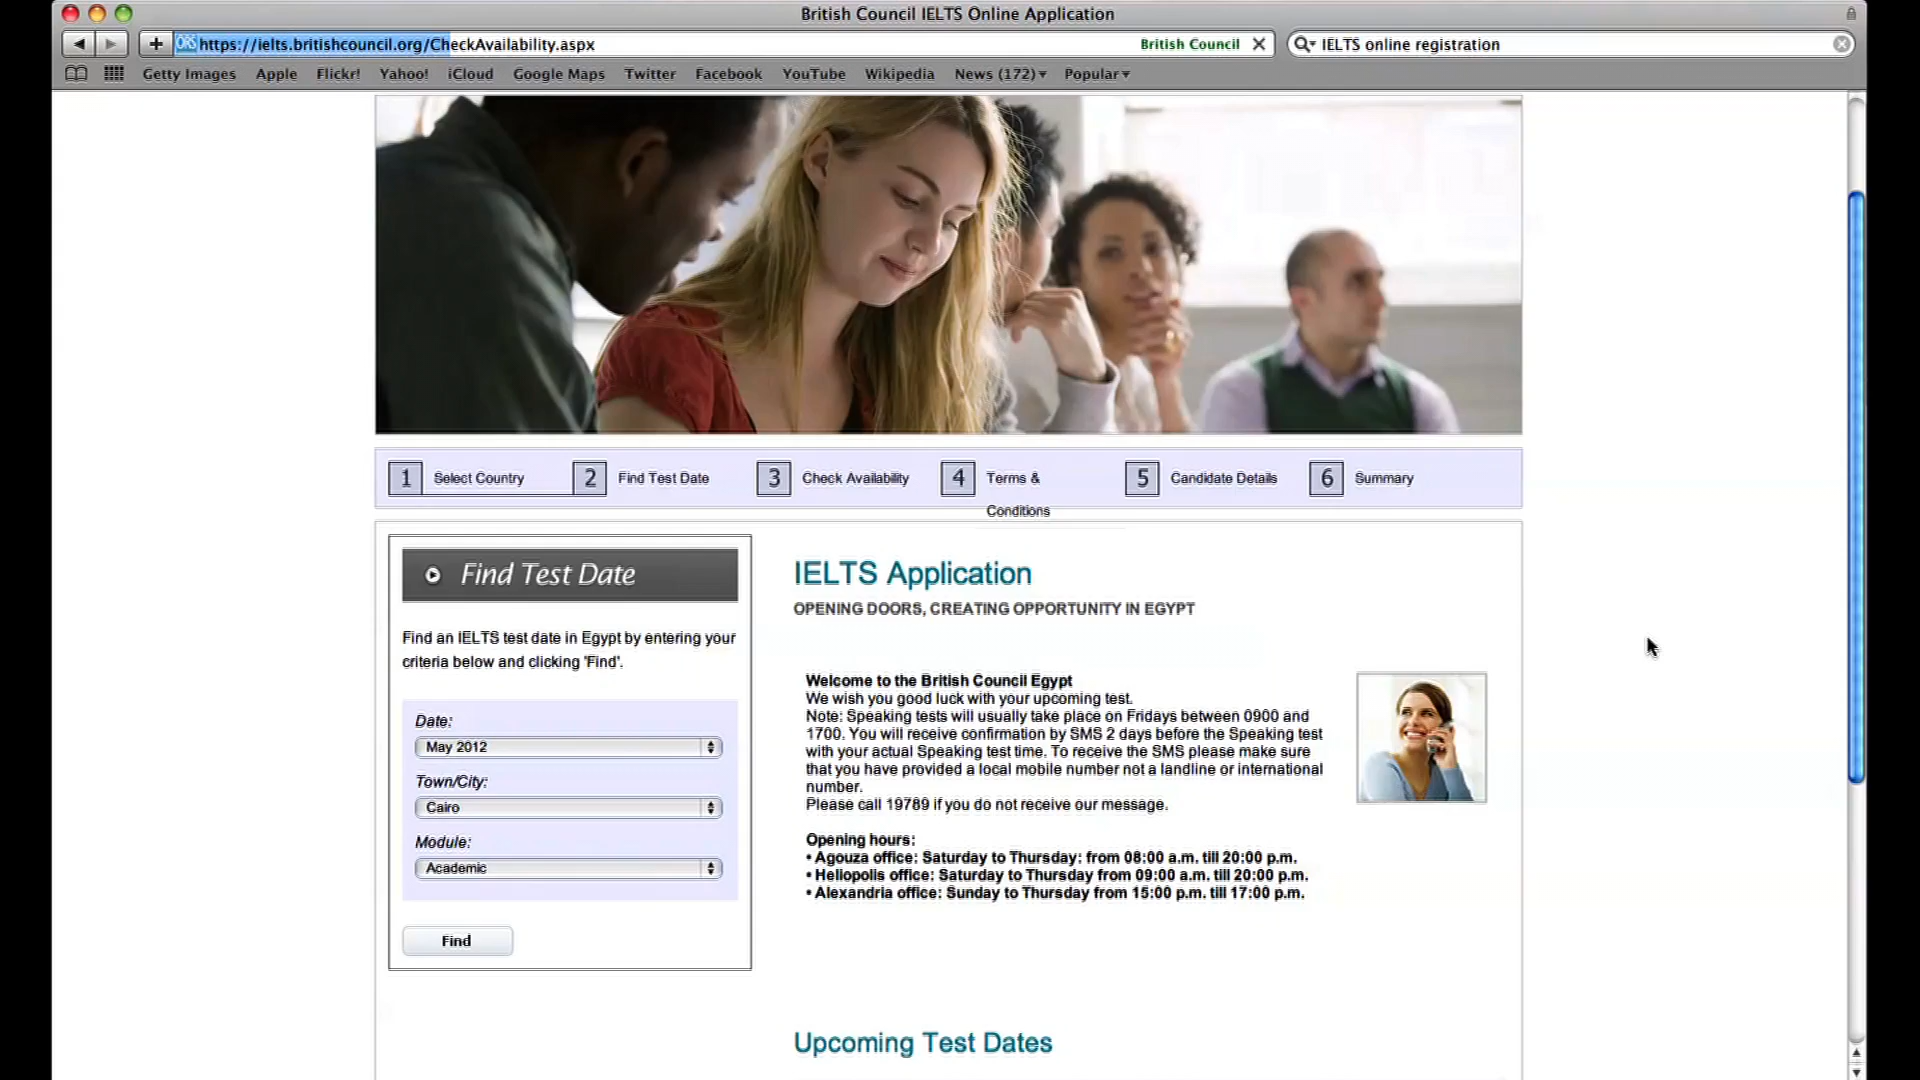 British Council IELTS Online Application
https://ielts.britishcouncil.org/CheckAvailability.aspx
British Council
IELTS online registration
Getty Images Apple Flickr! Yahoo! iCloud Google Maps Twitter Facebook YouTube Wikipedia News (172) Popular
1 Select Country 2 Find Test Date 3 Check Availability 4 Terms & 5 Candidate Details 6 Summary
Conditions
Find Test Date
Find an IELTS test date in Egypt by entering your
criteria below and clicking 'Find'.
Date:
May 2012
Town/City:
Cairo
Module:
Academic
Find
IELTS Application
OPENING DOORS, CREATING OPPORTUNITY IN EGYPT
Welcome to the British Council Egypt
We wish you good luck with your upcoming test.
Note: Speaking tests will usually take place on Fridays between 0900 and
1700. You will receive confirmation by SMS 2 days before the Speaking test
with your actual Speaking test time. To receive the SMS please make sure
that you have provided a local mobile number not a landline or international
number.
Please call 19789 if you do not receive our message.
Opening hours:
• Agouza office: Saturday to Thursday: from 08:00 a.m. till 20:00 p.m.
• Heliopolis office: Saturday to Thursday from 09:00 a.m. till 20:00 p.m.
• Alexandria office: Sunday to Thursday from 15:00 p.m. till 17:00 p.m.
Upcoming Test Dates